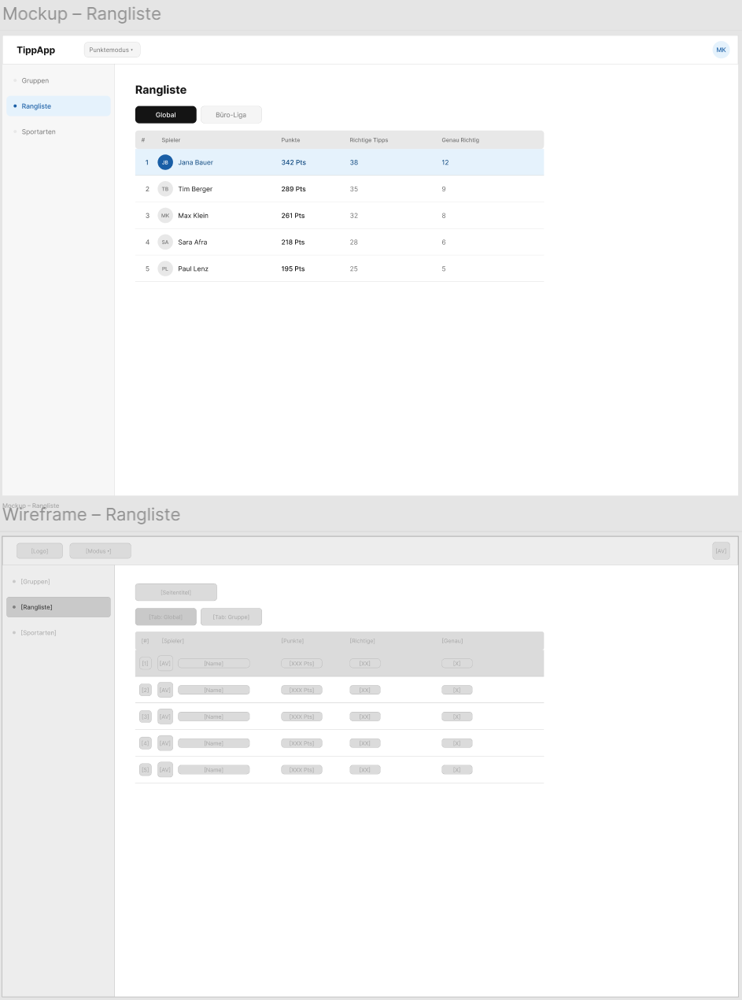 Mockup – Rangliste
TippApp Punktemodus • MK
Gruppen
Rangliste
Sportarten
Rangliste
Global Büro-Liga
# Spieler Punkte Richtige Tipps Genau Richtig
1 JB Jana Bauer 342 Pts 38 12
2 TB Tim Berger 289 Pts 35 9
3 MK Max Klein 261 Pts 32 8
4 SA Sara Afra 218 Pts 28 6
5 PL Paul Lenz 195 Pts 25 5
Mockup – Rangliste
Wireframe – Rangliste
[Logo] [Modus •] [AV]
[Gruppen]
[Rangliste]
[Sportarten]
[Seitentitel]
[Tab: Global] [Tab: Gruppe]
[#] [Spieler] [Punkte] [Richtige] [Genau]
[1] [AV] [Name] [XXX Pts] [XX] [X]
[2] [AV] [Name] [XXX Pts] [XX] [X]
[3] [AV] [Name] [XXX Pts] [XX] [X]
[4] [AV] [Name] [XXX Pts] [XX] [X]
[5] [AV] [Name] [XXX Pts] [XX] [X]